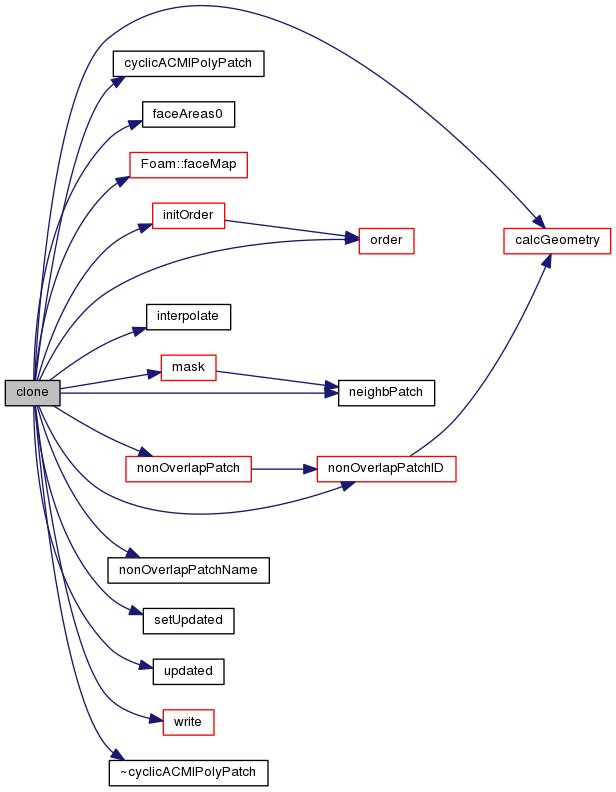 cyclicACMIPolyPatch
faceAreas0
Foam::faceMap
initOrder
order
calcGeometry
interpolate
mask
clone
neighbPatch
nonOverlapPatch
nonOverlapPatchID
nonOverlapPatchName
setUpdated
updated
write
~cyclicACMIPolyPatch